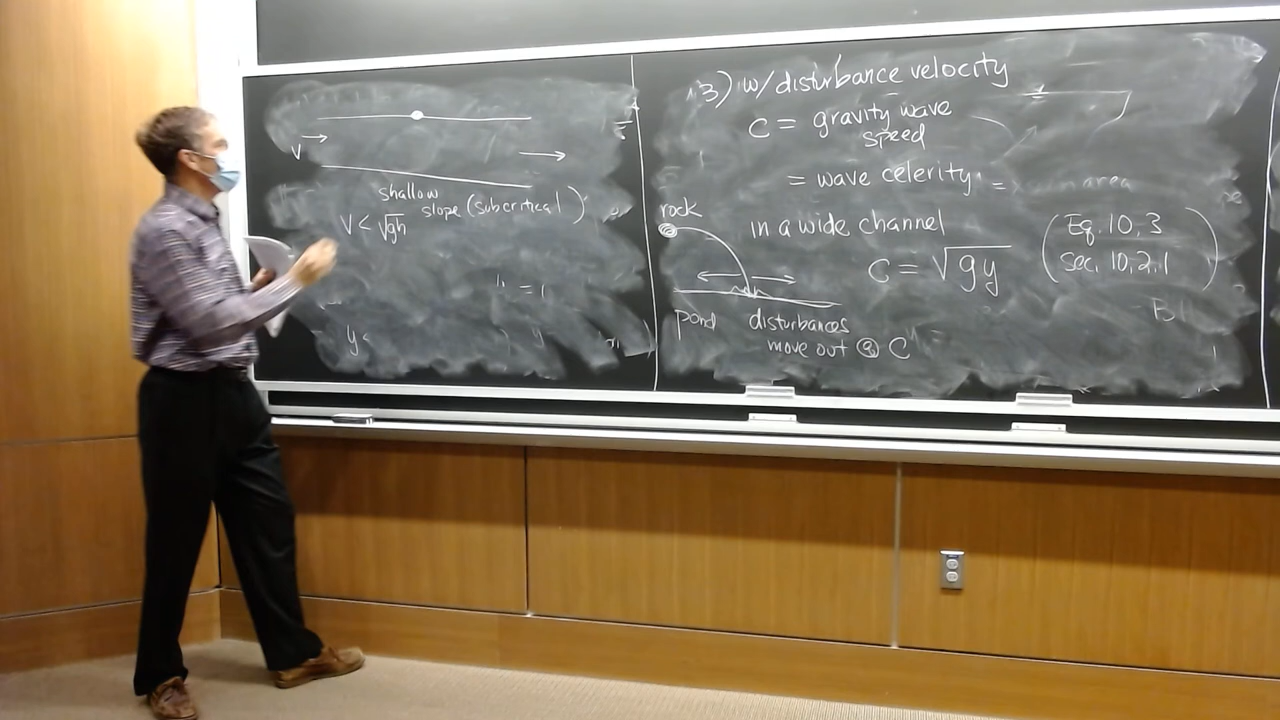 V
shallow
slope (subcritical)
V < √gh
3) w/ disturbance velocity
C = gravity wave
speed
= wave celerity
rock
in a wide channel
C = √gy
(Eq. 10,3
Sec. 10,2,1)
pond
disturbances
move out @ C